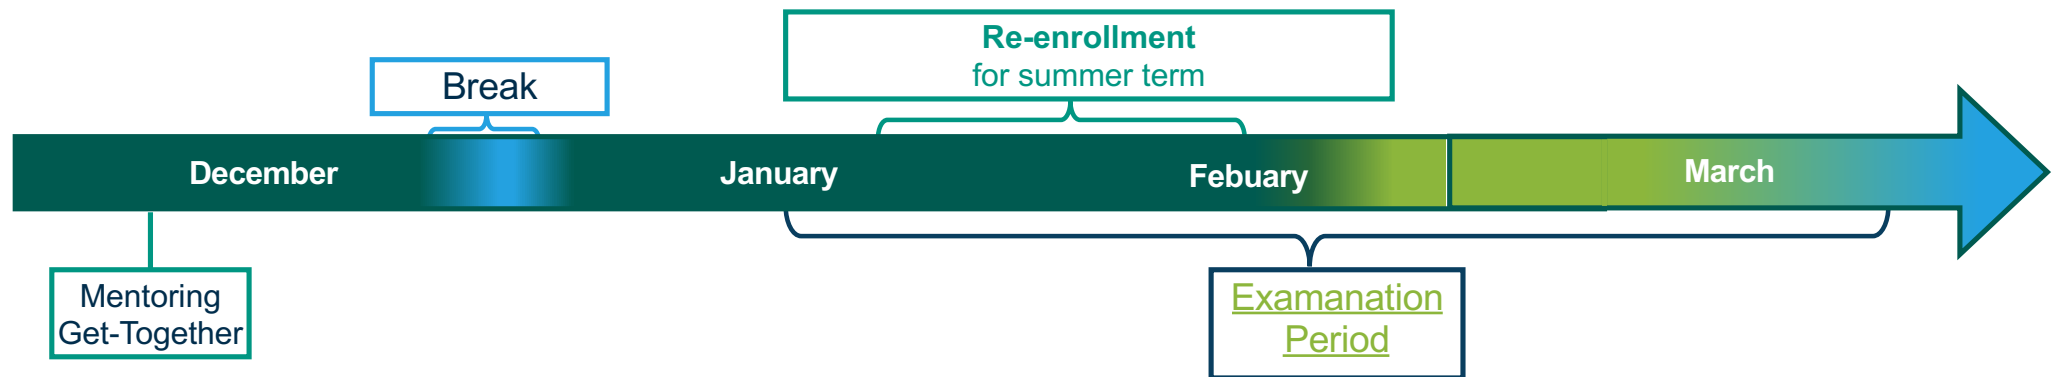 Re-enrollment
for summer term
Break
December
January
Febuary
March
Mentoring
Get-Together
Examanation
Period